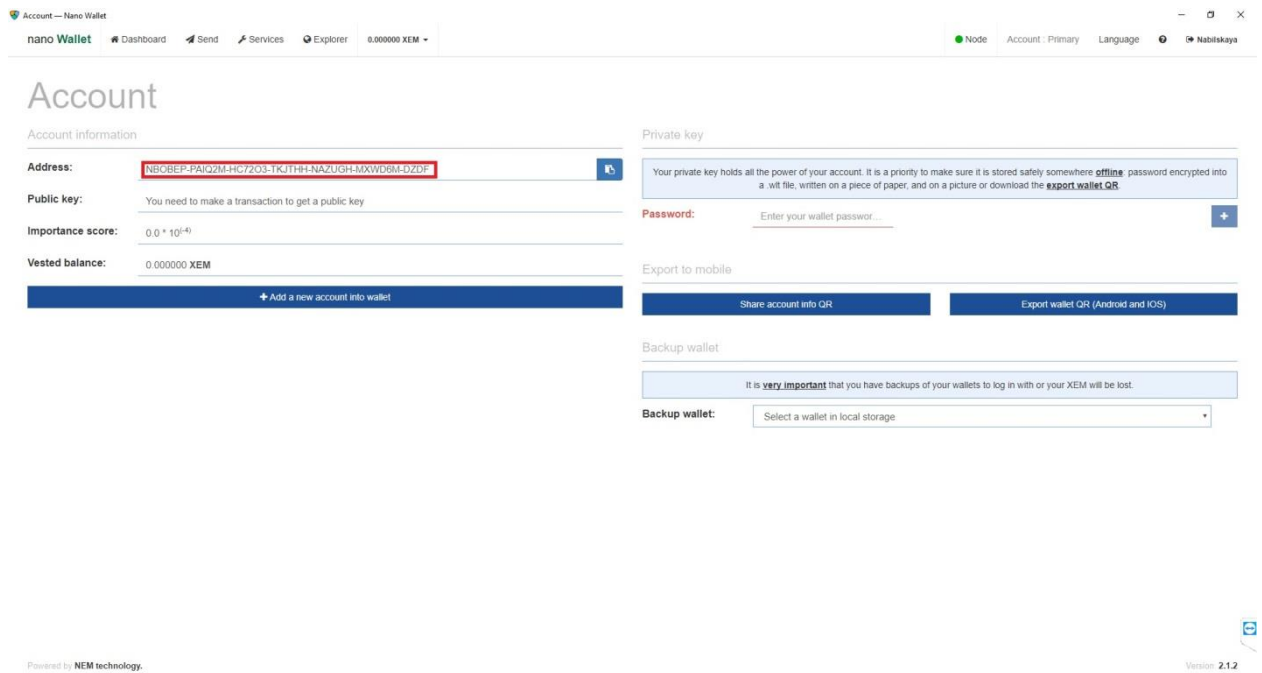 Account — Nano Wallet
nano Wallet Dashboard Send Services Explorer 0.000000 XEM Node Account : Primary Language Nabilskaya
Account
Account information
Address: NBOBEP-PAIQ2M-HC72O3-TKJTHH-NAZUGH-MXWD6M-DZDF
Public key: You need to make a transaction to get a public key
Importance score: 0.0 * 10(-4)
Vested balance: 0.000000 XEM
Add a new account into wallet
Private key
Your private key holds all the power of your account. It is a priority to make sure it is stored safely somewhere offline: password encrypted into
a .wlt file, written on a piece of paper, and on a picture or download the export wallet QR.
Password: Enter your wallet passwor...
Export to mobile
Share account info QR Export wallet QR (Android and IOS)
Backup wallet
It is very important that you have backups of your wallets to log in with or your XEM will be lost.
Backup wallet: Select a wallet in local storage
Powered by NEM technology. Version 2.1.2